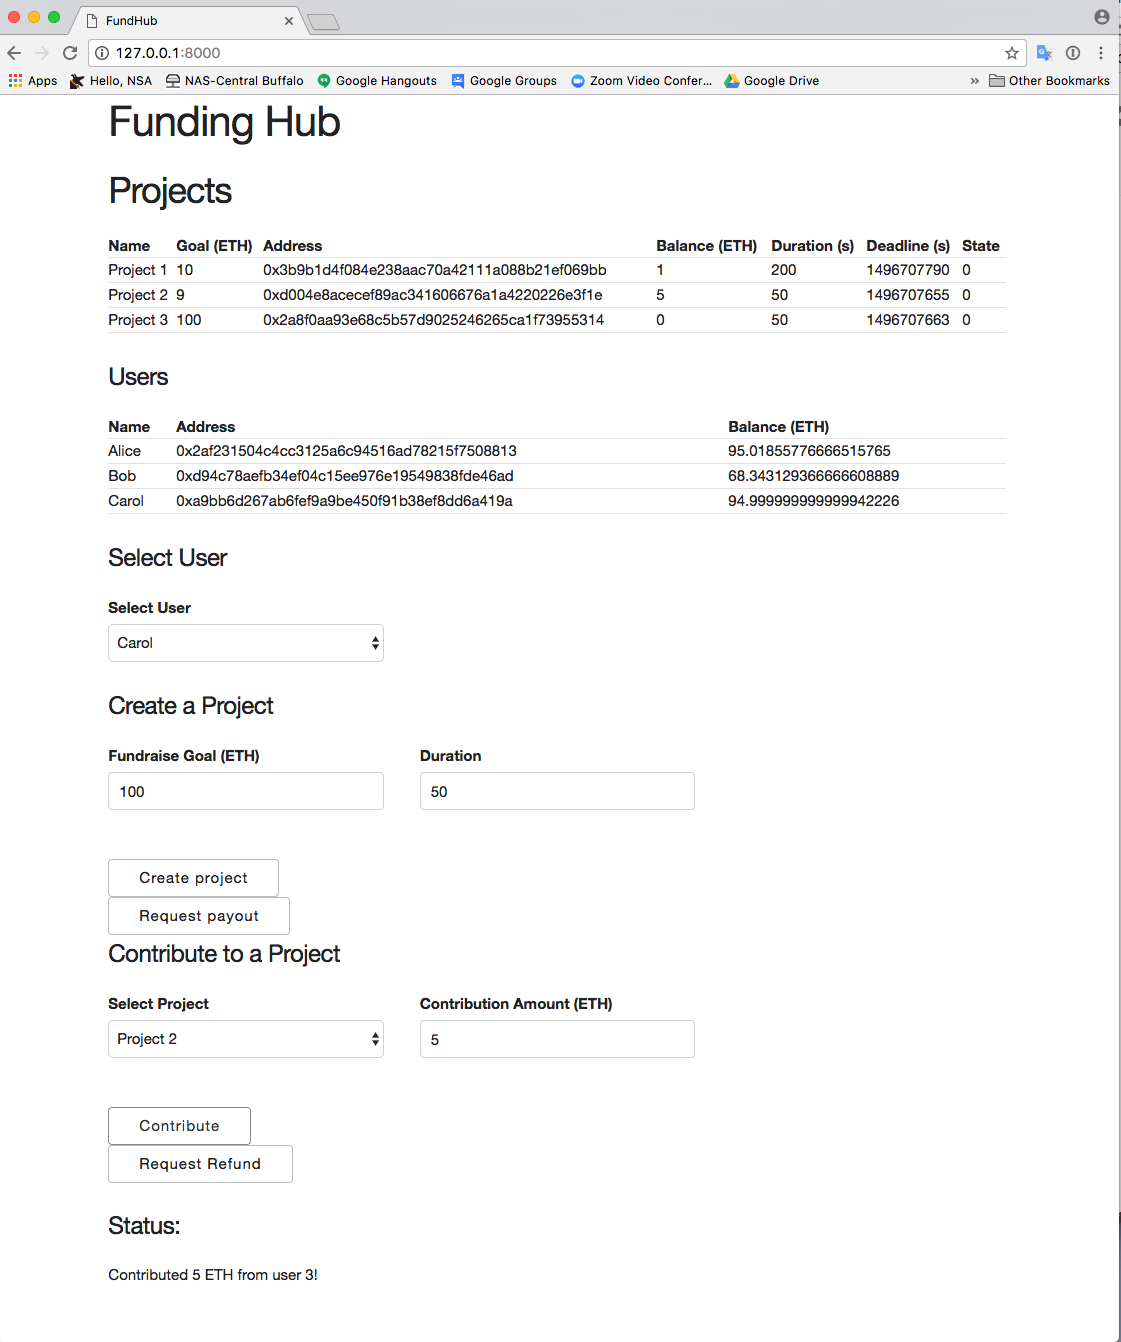 FundHub
127.0.0.1:8000
Apps Hello, NSA NAS-Central Buffalo Google Hangouts Google Groups Zoom Video Confer... Google Drive » Other Bookmarks
Funding Hub
Projects
Name Goal (ETH) Address Balance (ETH) Duration (s) Deadline (s) State
Project 1 10 0x3b9b1d4f084e238aac70a42111a088b21ef069bb 1 200 1496707790 0
Project 2 9 0xd004e8acecef89ac341606676a1a4220226e3f1e 5 50 1496707655 0
Project 3 100 0x2a8f0aa93e68c5b57d9025246265ca1f73955314 0 50 1496707663 0
Users
Name Address Balance (ETH)
Alice 0x2af231504c4cc3125a6c94516ad78215f7508813 95.01855776666515765
Bob 0xd94c78aefb34ef04c15ee976e19549838fde46ad 68.343129366666608889
Carol 0xa9bb6d267ab6fef9a9be450f91b38ef8dd6a419a 94.999999999999942226
Select User
Select User
Carol
Create a Project
Fundraise Goal (ETH) Duration
100 50
Create project
Request payout
Contribute to a Project
Select Project Contribution Amount (ETH)
Project 2 5
Contribute
Request Refund
Status:
Contributed 5 ETH from user 3!